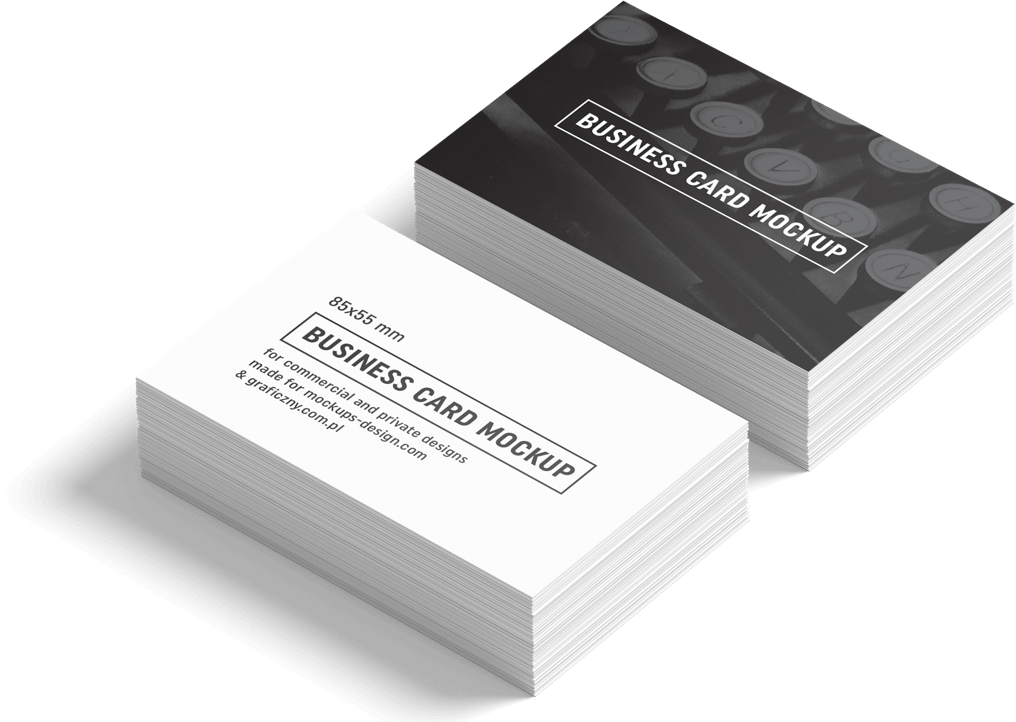 BUSINESS CARD MOCKUP
85x55 mm
BUSINESS CARD MOCKUP
for commercial and private designs
made for mockups-design.com
& graficzny.com.pl
C
V
B
N
G
H